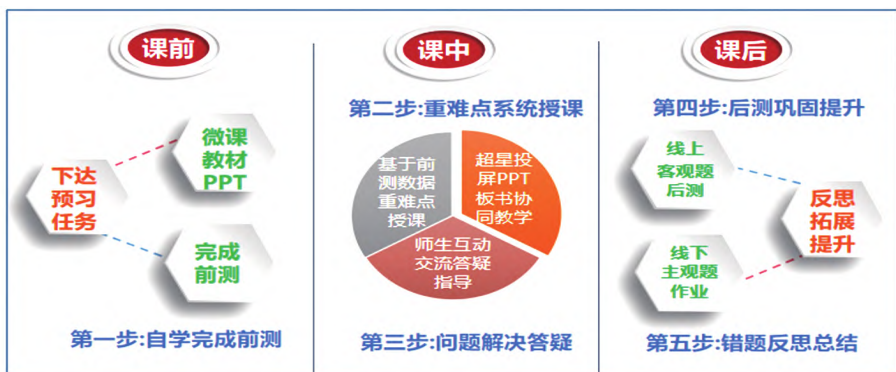 课前
下达
预习
任务
微课
教材
PPT
完成
前测
第一步:自学完成前测
课中
第二步:重难点系统授课
基于前
测数据
重难点
授课
超星投
屏PPT
板书协
同教学
师生互动
交流答疑
指导
第三步:问题解决答疑
课后
第四步:后测巩固提升
线上
客观题
后测
线下
主观题
作业
反思
拓展
提升
第五步:错题反思总结